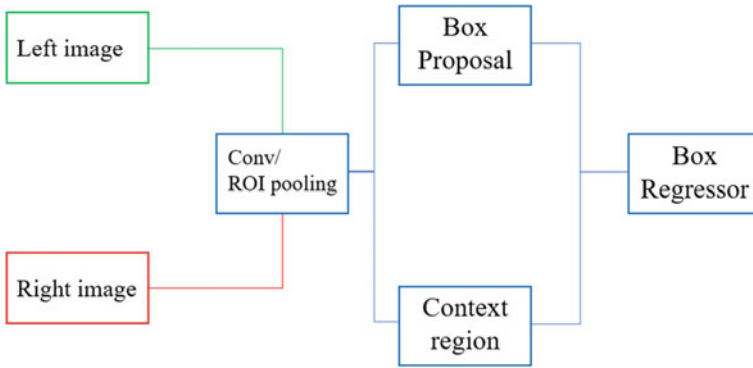 Left image
Right image
Conv/
ROI pooling
Box
Proposal
Context
region
Box
Regressor